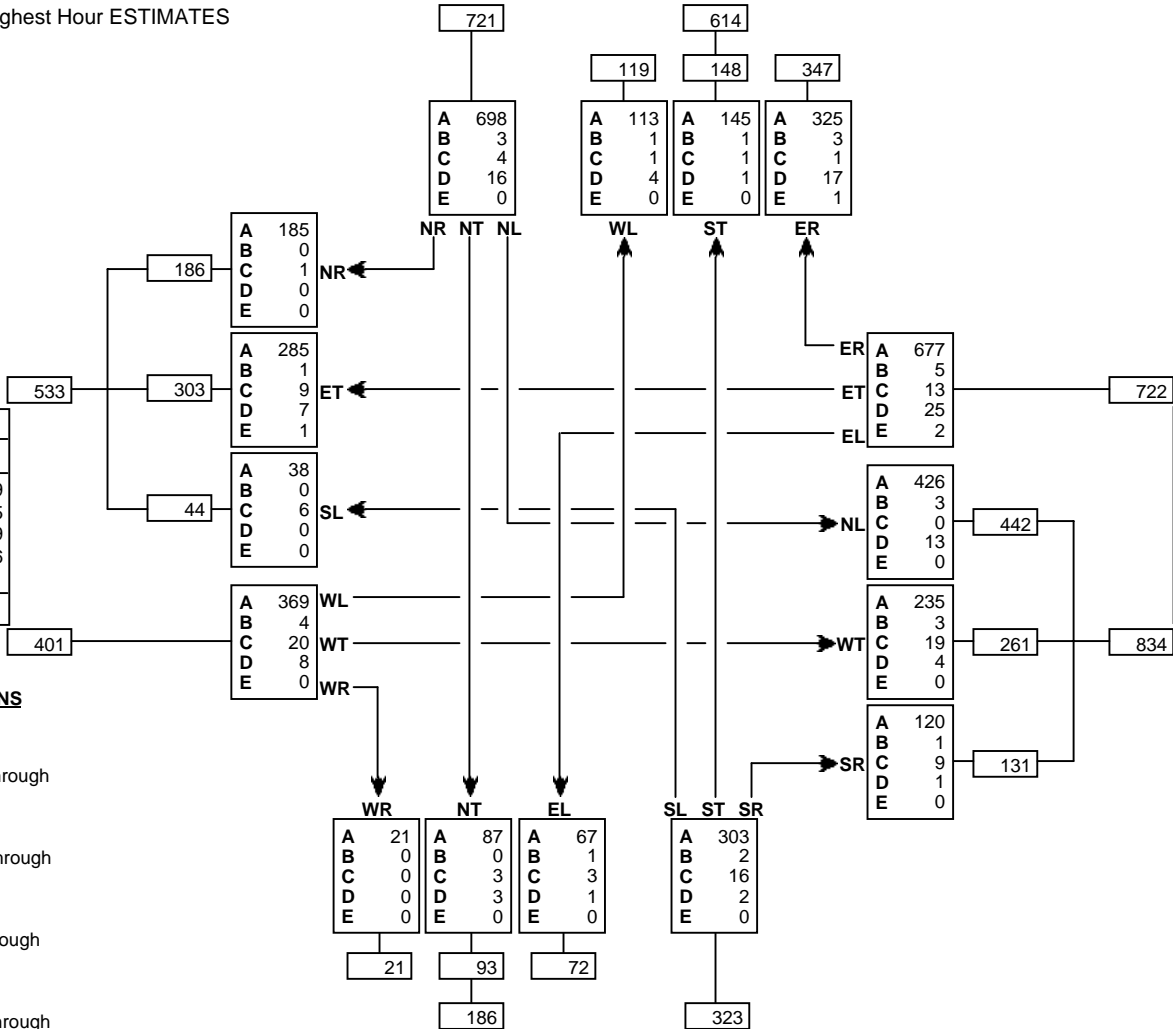 ghest Hour ESTIMATES
721
614
119
148
347
A 698
B 3
C 4
D 16
E 0
A 113
B 1
C 1
D 4
E 0
A 145
B 1
C 1
D 1
E 0
A 325
B 3
C 1
D 17
E 1
NR NT NL
WL
ST
ER
A 185
B 0
C 1
D 0
E 0
186
NR
A 285
B 1
C 9
D 7
E 1
533
303
ET
A 38
B 0
C 6
D 0
E 0
44
SL
A 369
B 4
C 20
D 8
E 0
401
WL
WT
WR
ER
ET
EL
A 677
B 5
C 13
D 25
E 2
722
NL
A 426
B 3
C 0
D 13
E 0
442
WT
A 235
B 3
C 19
D 4
E 0
261
834
SR
A 120
B 1
C 9
D 1
E 0
131
NS
rough
rough
ough
rough
WR
NT
EL
SL ST SR
A 21
B 0
C 0
D 0
E 0
A 87
B 0
C 3
D 3
E 0
A 67
B 1
C 3
D 1
E 0
A 303
B 2
C 16
D 2
E 0
21
93
72
186
323